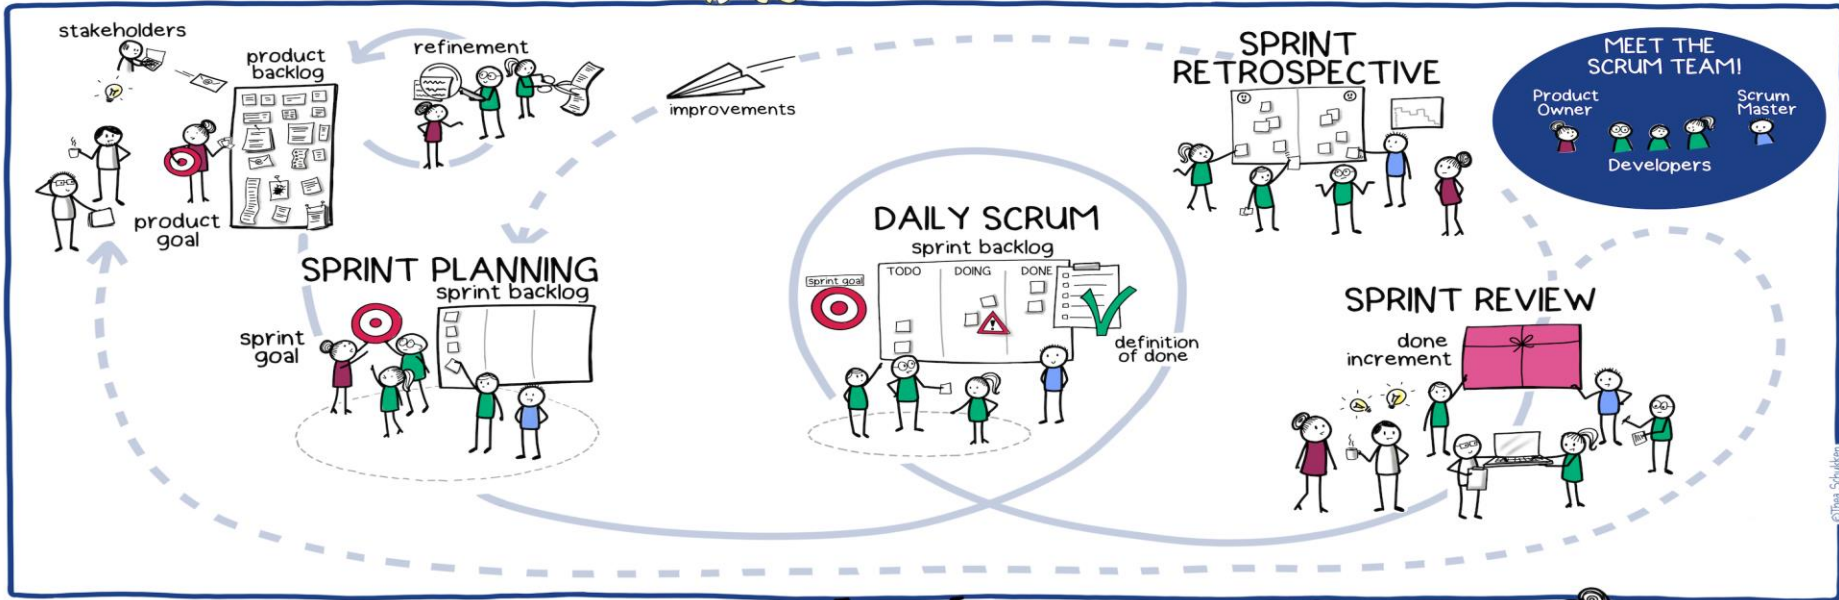 stakeholders
product
backlog
refinement
improvements
product
goal
SPRINT PLANNING
sprint backlog
sprint
goal
DAILY SCRUM
sprint backlog
sprint goal
TODO
DOING
DONE
definition
of done
SPRINT
RETROSPECTIVE
MEET THE
SCRUM TEAM!
Product
Owner
Scrum
Master
Developers
SPRINT REVIEW
done
increment
©Thea Schukken